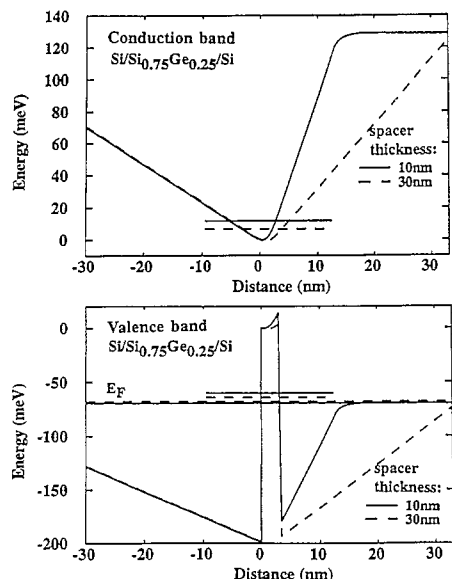 140
120
100
80
60
40
20
0
Energy (meV)
Conduction band
Si/Si0.75Ge0.25/Si
spacer
thickness:
10nm
30nm
-30
-20
-10
0
10
20
30
Distance (nm)
0
-50
-100
-150
-200
Energy (meV)
Valence band
Si/Si0.75Ge0.25/Si
EF
spacer
thickness:
10nm
30nm
-30
-20
-10
0
10
20
30
Distance (nm)